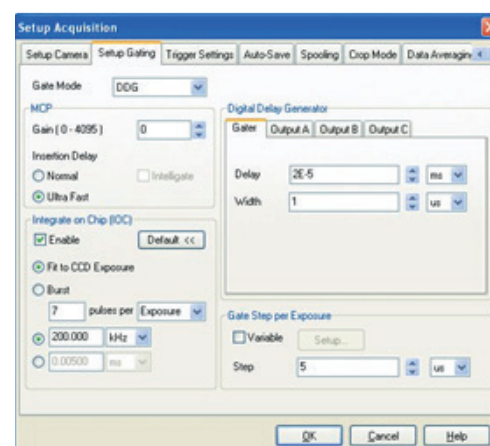 Setup Acquisition
Setup Camera Setup Gating Trigger Settings Auto-Save Spooling Crop Mode Data Averagin
Gate Mode DDG
MCP
Gain ( 0 - 4095 ) 0
Insertion Delay
Normal Intelligate
Ultra Fast
Integrate on Chip (IOC)
Enable Default <<
Fit to CCD Exposure
Burst
7 pulses per Exposure
200.000 kHz
0.00500 ms
Digital Delay Generator
Gater Output A Output B Output C
Delay 2E-5 ms
Width 1 us
Gate Step per Exposure
Variable Setup...
Step 5 us
OK Cancel Help